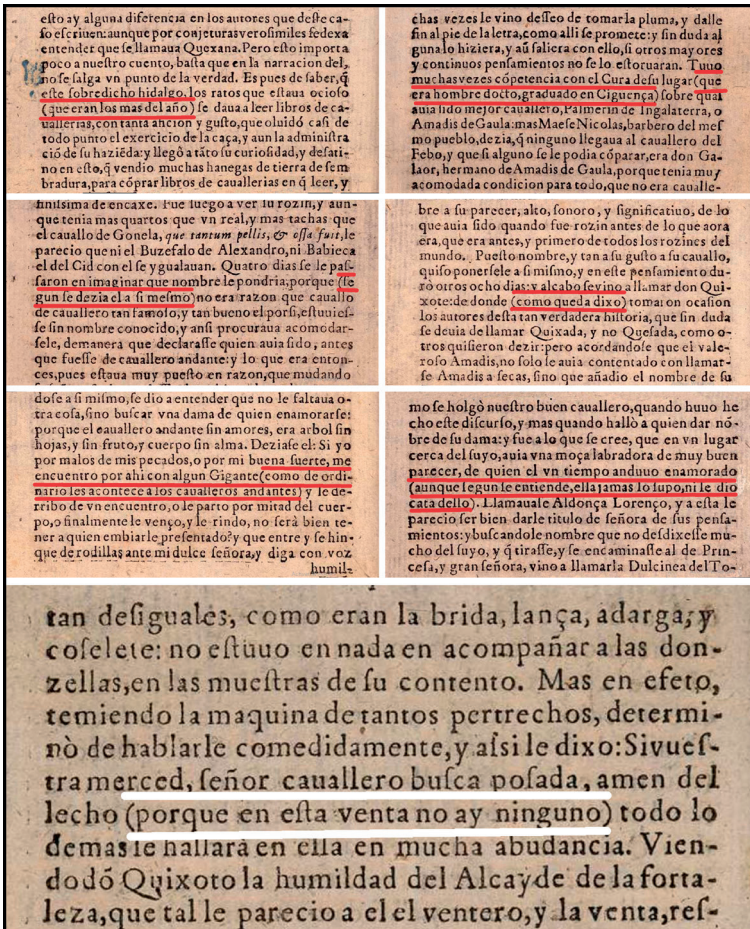 eſto ay alguna diferencia en los autores que deſte ca-
ſo eſcriuen: aunque por conjeturas veroſimiles ſe dexa
entender que ſe llamaua Quexana. Pero eſto importa
poco a nueſtro cuento, baſta que en la narracion del,
no ſe ſalga vn punto de la verdad. Es pues de ſaber, q̃
eſte ſobredicho hidalgo, los ratos que eſtaua ocioſo
(que eran los mas del año) ſe daua a leer libros de ca-
uallerias, con tanta aficion y guſto, que oluidó caſi de
todo punto el exercicio de la caça, y aun la adminiſtra
ció de ſu haziẽda: y llegò a tãto ſu curioſidad, y deſati-
no en eſto, q̃ vendio muchas hanegas de tierra de ſem
bradura, para cóprar libros de cauallerias en q̃ leer, y
chas vezes le vino deſſeo de tomar la pluma, y dalle
fin al pie de la letra, como alli ſe promete: y ſin duda al
guna lo hiziera, y aũ ſaliera con ello, ſi otros mayores
y continuos penſamientos no ſe lo eſtoruaran. Tuuo
muchas vezes cópetencia con el Cura de ſu lugar (que
era hombre docto, graduado en Ciguença) ſobre qual
auia ſido mejor cauallero, Palmerin de Ingalaterra, o
Amadis de Gaula: mas Maeſe Nicolas, barbero del meſ
mo pueblo, dezia, q̃ ninguno llegaua al cauallero del
Febo, y que ſi alguno ſe le podia cóparar, era don Ga-
laor, hermano de Amadis de Gaula, porque tenia muy
acomodada condicion para todo, que no era caualle-
finiſsima de encaxe. Fue luego a ver ſu rozin, y aun-
que tenia mas quartos que vn real, y mas tachas que
el cauallo de Gonela, que tantum pellis, & oſſa fuit, le
parecio que ni el Buzefalo de Alexandro, ni Babieca
el del Cid con el ſe ygualauan. Quatro dias ſe le paſ-
ſaron en imaginar que nombre le pondria, porque (ſe
gun ſe dezia el a ſi meſmo) no era razon que cauallo
de cauallero tan famoſo, y tan bueno el por ſi, eſtuuieſ-
ſe ſin nombre conocido, y anſi procuraua acomodar-
ſele, demanera que declaraſſe quien auia ſido, antes
que fueſſe de cauallero andante: y lo que era enton-
ces, pues eſtaua muy pueſto en razon, que mudando
bre a ſu parecer, alto, ſonoro, y ſignificatiuo, de lo
que auia ſido quando fue rozin antes de lo que aora
era, que era antes, y primero de todos los rozines del
mundo. Pueſto nombre, y tan a ſu guſto a ſu cauallo,
quiſo ponerſele a ſi miſmo, y en eſte penſamiento du-
rò otros ocho dias: y al cabo ſe vino a llamar don Qui-
xote: de donde (como queda dixo) tomaron ocaſion
los autores deſta tan verdadera hiſtoria, que ſin duda
ſe deuia de llamar Quixada, y no Queſada, como o-
tros quiſieron dezir: pero acordandoſe que el vale-
roſo Amadis, no ſolo ſe auia contentado con llamar-
ſe Amadis a ſecas, ſino que añadio el nombre de ſu
doſe a ſi miſmo, ſe dio a entender que no le faltaua o-
tra coſa, ſino buſcar vna dama de quien enamorarſe:
porque el cauallero andante ſin amores, era arbol ſin
hojas, y ſin fruto, y cuerpo ſin alma. Deziaſe el: Si yo
por malos de mis pecados, o por mi buena ſuerte, me
encuentro por ahi con algun Gigante (como de ordi-
nario les acontece a los caualleros andantes) y le de-
rribo de vn encuentro, o le parto por mitad del cuer-
po, o finalmente le venço, y le rindo, no ſerà bien te-
ner a quien embiarle preſentado? y que entre y ſe hin-
que de rodillas ante mi dulce ſeñora, y diga con voz
humil-
mo ſe holgò nueſtro buen cauallero, quando huuo he
cho eſte diſcurſo, y mas quando hallò a quien dar nó-
bre de ſu dama: y fue a lo que ſe cree, que en vn lugar
cerca del ſuyo, auia vna moça labradora de muy buen
parecer, de quien el vn tiempo anduuo enamorado
(aunque ſegun ſe entiende, ella jamas lo ſupo, ni le dio
cata dello). Llamauaſe Aldonça Lorenço, y a eſta le
parecio ſer bien darle titulo de ſeñora de ſus penſa-
mientos: y buſcandole nombre que no deſdixeſſe mu-
cho del ſuyo, y q̃ tiraſſe, y ſe encaminaſſe al de Prin-
ceſa, y gran ſeñora, vino a llamarla Dulcinea del To-
tan deſiguales, como eran la brida, lança, adarga, y
coſelete: no eſtuuo en nada en acompañar a las don-
zellas, en las mueſtras de ſu contento. Mas en efeto,
temiendo la maquina de tantos pertrechos, determi-
nò de hablarle comedidamente, y aſsi le dixo: Si vueſ-
tra merced, ſeñor cauallero buſca poſada, amen del
lecho (porque en eſta venta no ay ninguno) todo lo
demas ſe hallarà en ella en mucha abudancia. Vien-
do dó Quixoto la humildad del Alcayde de la forta-
leza, que tal le parecio a el el ventero, y la venta, reſ-